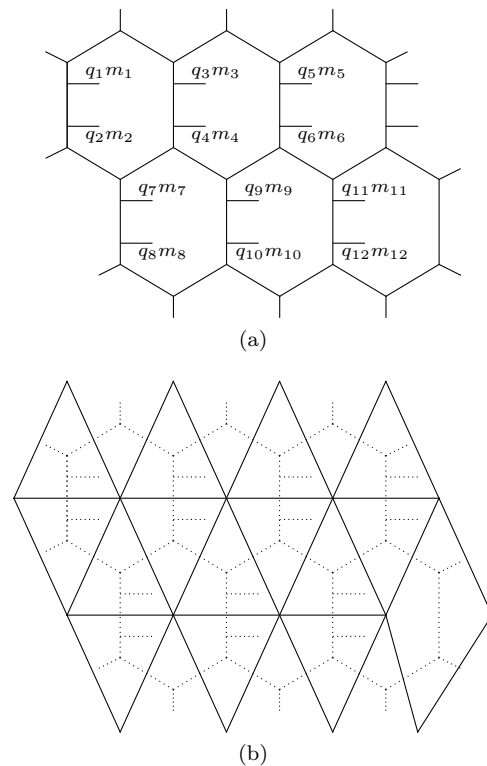 q₁m₁ q₃m₃ q₅m₅
q₂m₂ q₄m₄ q₆m₆
q₇m₇ q₉m₉ q₁₁m₁₁
q₈m₈ q₁₀m₁₀ q₁₂m₁₂
(a)
(b)